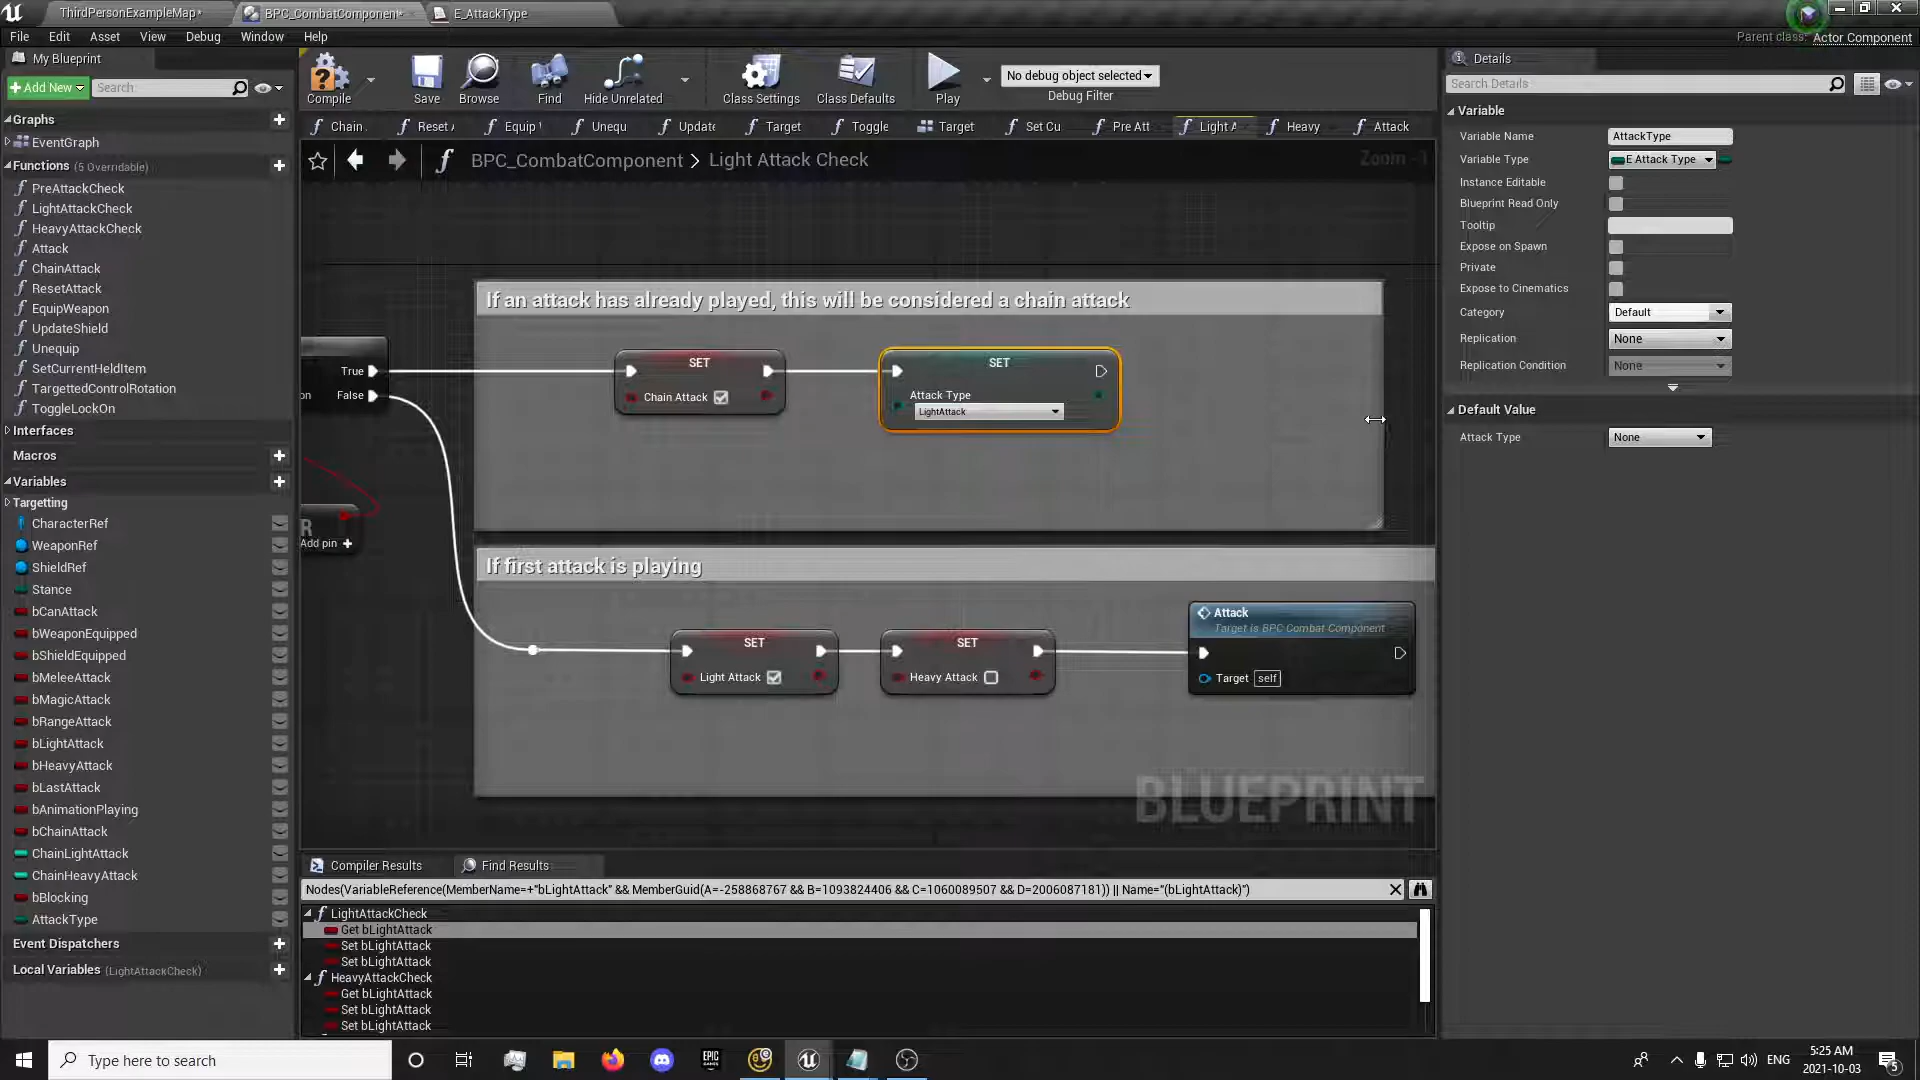 ThirdPersonExampleMap*
BPC_CombatComponent*
E_AttackType
File
Edit
Asset
View
Debug
Window
Help
Parent class:
Actor Component
My Blueprint
Add New
Search
Graphs
EventGraph
Functions (5 Overridable)
PreAttackCheck
LightAttackCheck
HeavyAttackCheck
Attack
ChainAttack
ResetAttack
EquipWeapon
UpdateShield
Unequip
SetCurrentHeldItem
TargettedControlRotation
ToggleLockOn
Interfaces
Macros
Variables
Targetting
CharacterRef
WeaponRef
ShieldRef
Stance
bCanAttack
bWeaponEquipped
bShieldEquipped
bMeleeAttack
bMagicAttack
bRangeAttack
bLightAttack
bHeavyAttack
bLastAttack
bAnimationPlaying
bChainAttack
ChainLightAttack
ChainHeavyAttack
bBlocking
AttackType
Event Dispatchers
Local Variables (LightAttackCheck)
Compile
Save
Browse
Find
Hide Unrelated
Class Settings
Class Defaults
Play
No debug object selected
Debug Filter
Chain
Reset
Equip
Unequ
Update
Target
Toggle
Target
Set Cu
Pre Att
Light A
Heavy
Attack
BPC_CombatComponent > Light Attack Check
Zoom -1
If an attack has already played, this will be considered a chain attack
True
False
on
SET
Chain Attack
SET
Attack Type
LightAttack
R
Add pin +
If first attack is playing
SET
Light Attack
SET
Heavy Attack
Attack
Target is BPC Combat Component
Target self
BLUEPRINT
Compiler Results
Find Results
Nodes(VariableReference(MemberName=+"bLightAttack" && MemberGuid(A=-258868767 && B=1093824406 && C=1060089507 && D=2006087181)) || Name="(bLightAttack)")
LightAttackCheck
Get bLightAttack
Set bLightAttack
Set bLightAttack
HeavyAttackCheck
Get bLightAttack
Set bLightAttack
Set bLightAttack
Details
Search Details
Variable
Variable Name
AttackType
Variable Type
E Attack Type
Instance Editable
Blueprint Read Only
Tooltip
Expose on Spawn
Private
Expose to Cinematics
Category
Default
Replication
None
Replication Condition
None
Default Value
Attack Type
None
Type here to search
EPIC
GAMES
ENG
5:25 AM
2021-10-03
5